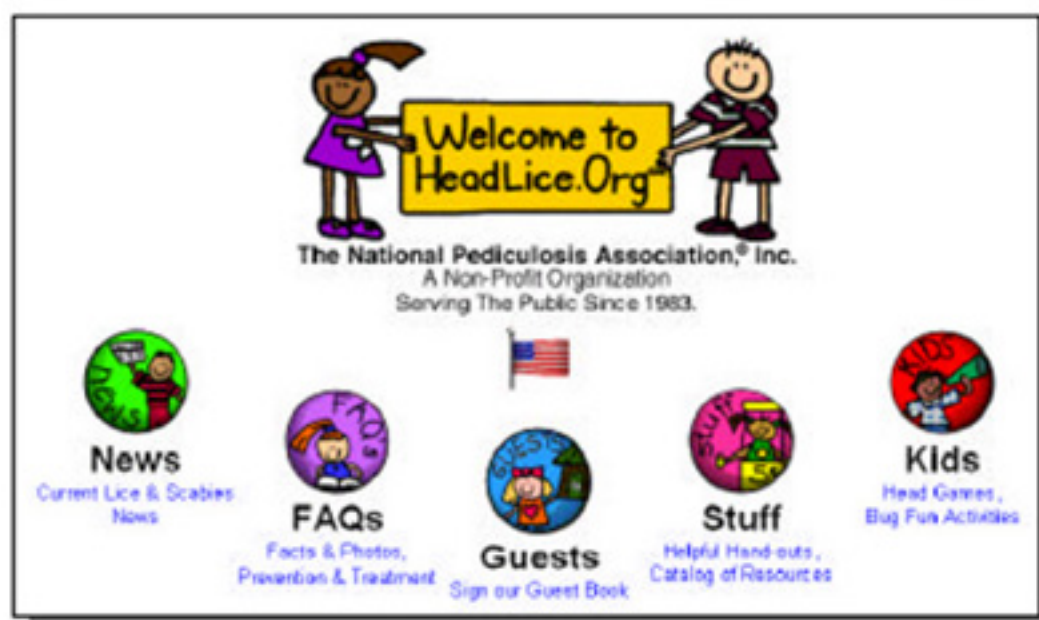 Welcome to
HeadLice.Org
The National Pediculosis Association,® Inc.
A Non-Profit Organization
Serving The Public Since 1983.
NEWS
News
Current Lice & Scabies
News
FAQ's
FAQs
Facts & Photos,
Prevention & Treatment
GUESTS
Guests
Sign our Guest Book
Stuff
5¢
Stuff
Helpful Hand-outs,
Catalog of Resources
KIDS
Kids
Head Games,
Bug Fun Activities